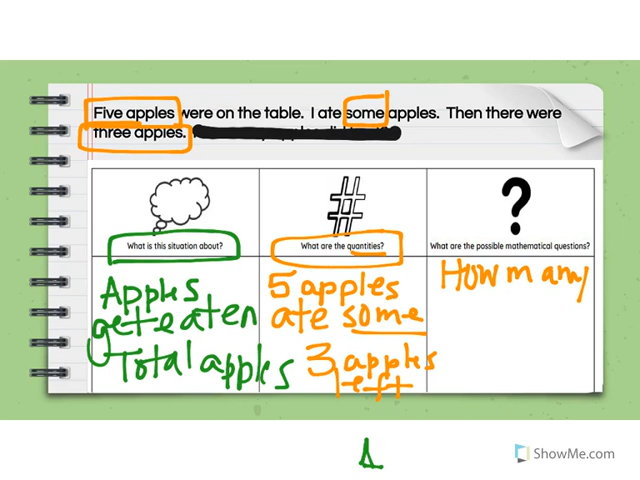 Five apples were on the table. I ate some apples. Then there were
three apples.
What is this situation about?
What are the quantities?
What are the possible mathematical questions?
Apples
get eaten
Total apples
5 apples
ate some
3 apples
left
How many
ShowMe.com